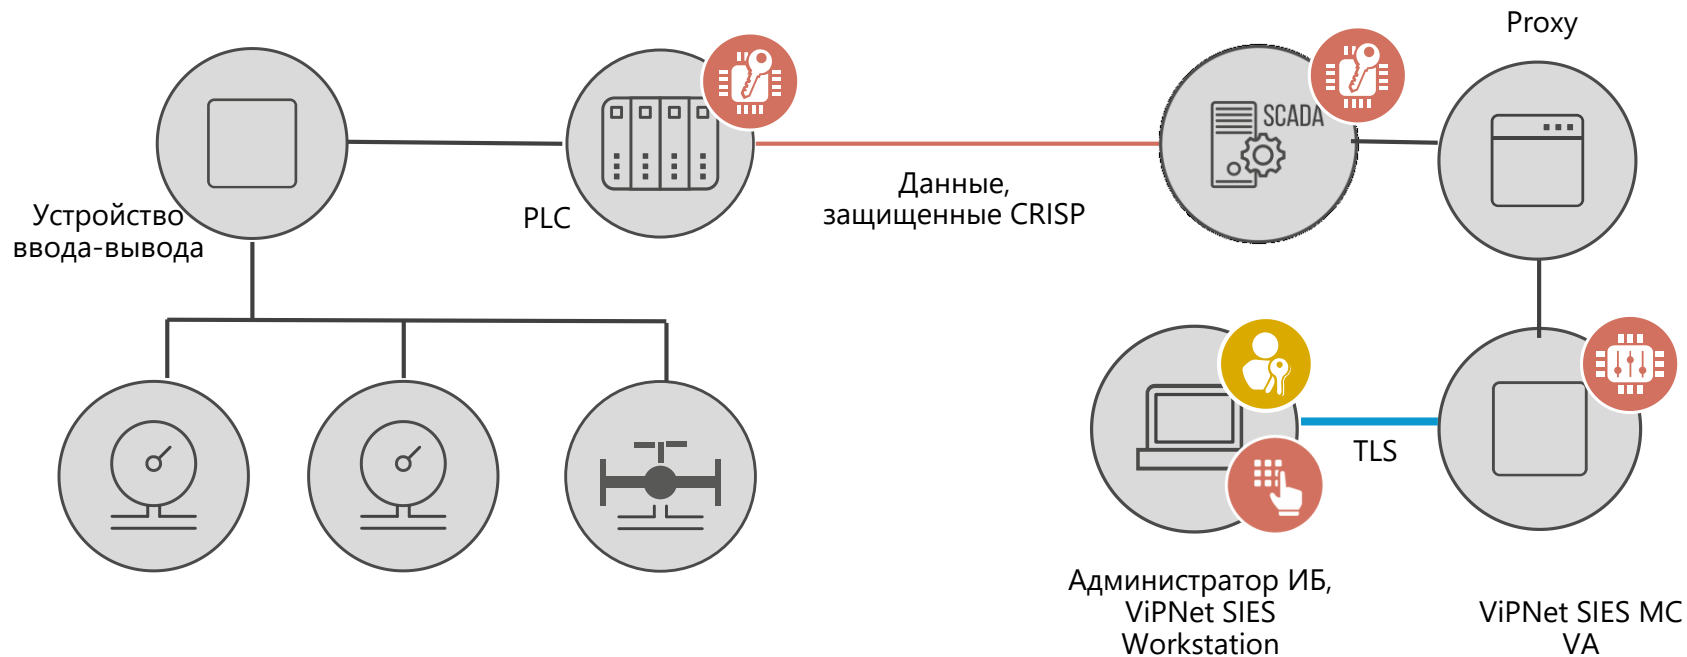 Proxy
SCADA
Устройство
ввода-вывода
PLC
Данные,
защищенные CRISP
TLS
Администратор ИБ,
ViPNet SIES
Workstation
ViPNet SIES MC
VA